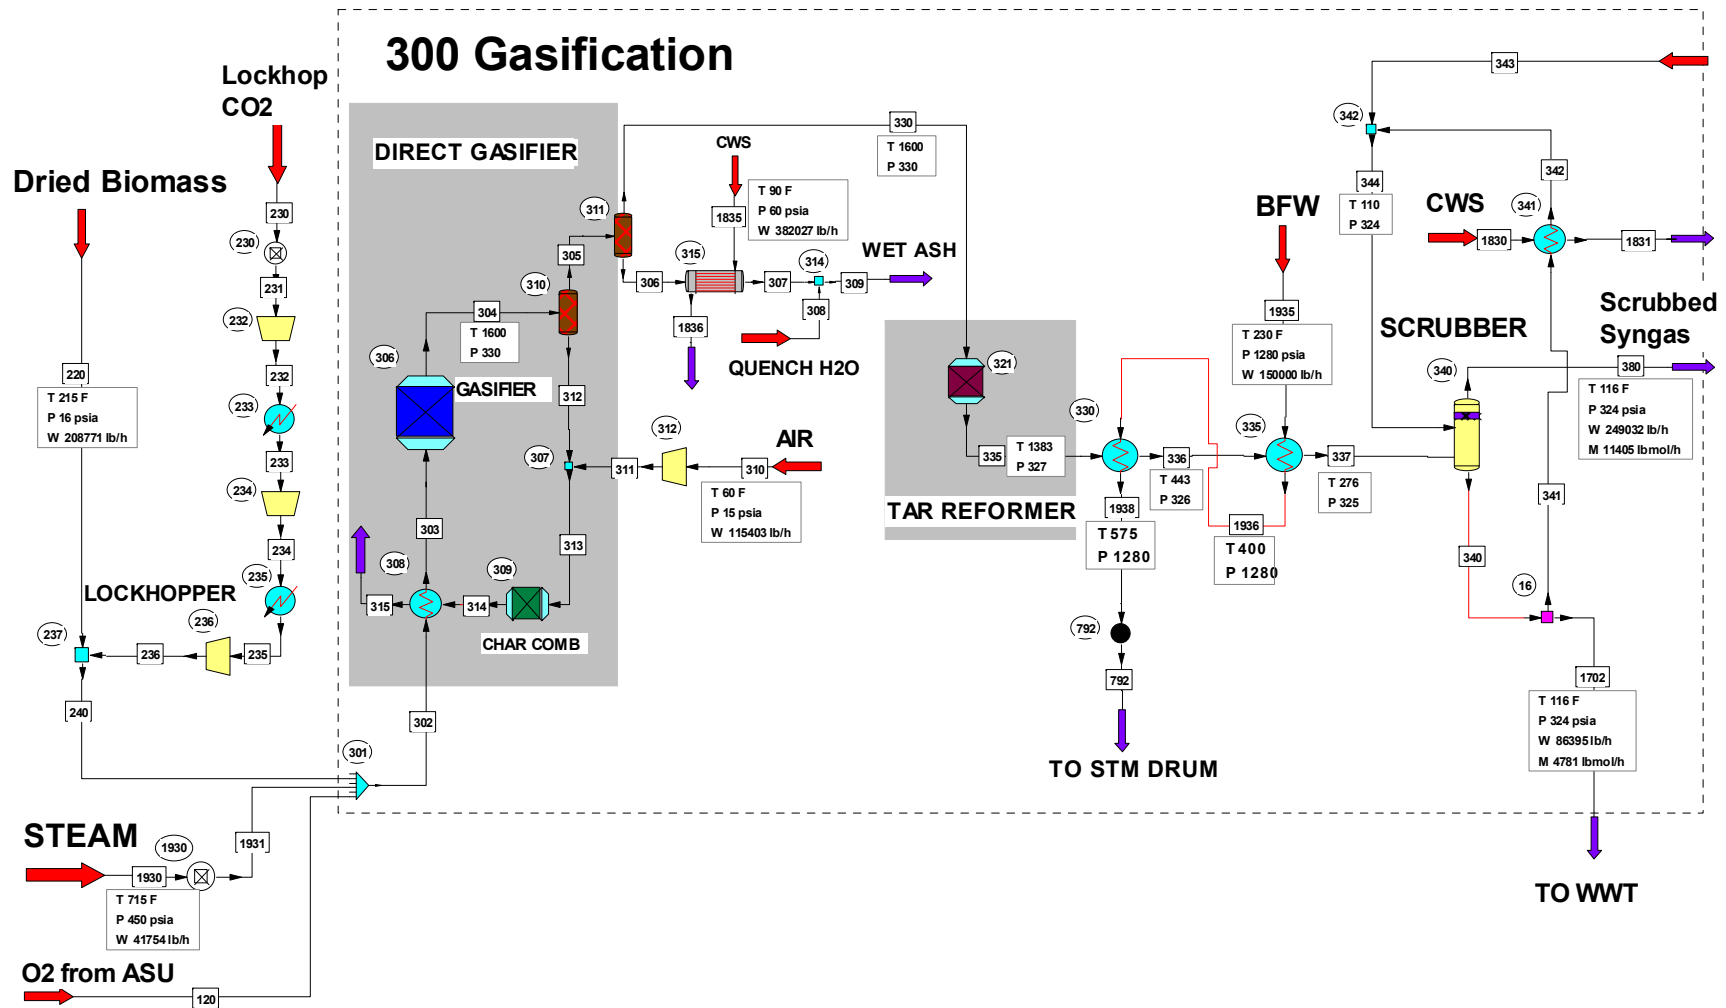 300 Gasification
Lockhop
CO2
Dried Biomass
DIRECT GASIFIER
230
230
231
232
232
233
233
234
234
235
LOCKHOPPER
236
235
236
237
220
T 215 F
P 16 psia
W 208771 lb/h
240
301
302
STEAM
1930
1930
1931
T 715 F
P 450 psia
W 41754 lb/h
O2 from ASU
120
306
GASIFIER
304
T 1600
P 330
303
308
315
314
309
CHAR COMB
313
307
312
310
305
311
311
312
AIR
310
T 60 F
P 15 psia
W 115403 lb/h
306
315
CWS
1835
T 90 F
P 60 psia
W 382027 lb/h
1836
307
314
308
309
WET ASH
QUENCH H2O
330
T 1600
P 330
321
TAR REFORMER
335
T 1383
P 327
330
336
T 443
P 326
1938
T 575
P 1280
792
792
TO STM DRUM
BFW
1935
T 230 F
P 1280 psia
W 150000 lb/h
335
1936
T 400
P 1280
337
T 276
P 325
343
342
344
T 110
P 324
342
341
CWS
1830
1831
SCRUBBER
340
Scrubbed
Syngas
380
T 116 F
P 324 psia
W 249032 lb/h
M 11405 lbmol/h
340
341
16
1702
T 116 F
P 324 psia
W 86395 lb/h
M 4781 lbmol/h
TO WWT